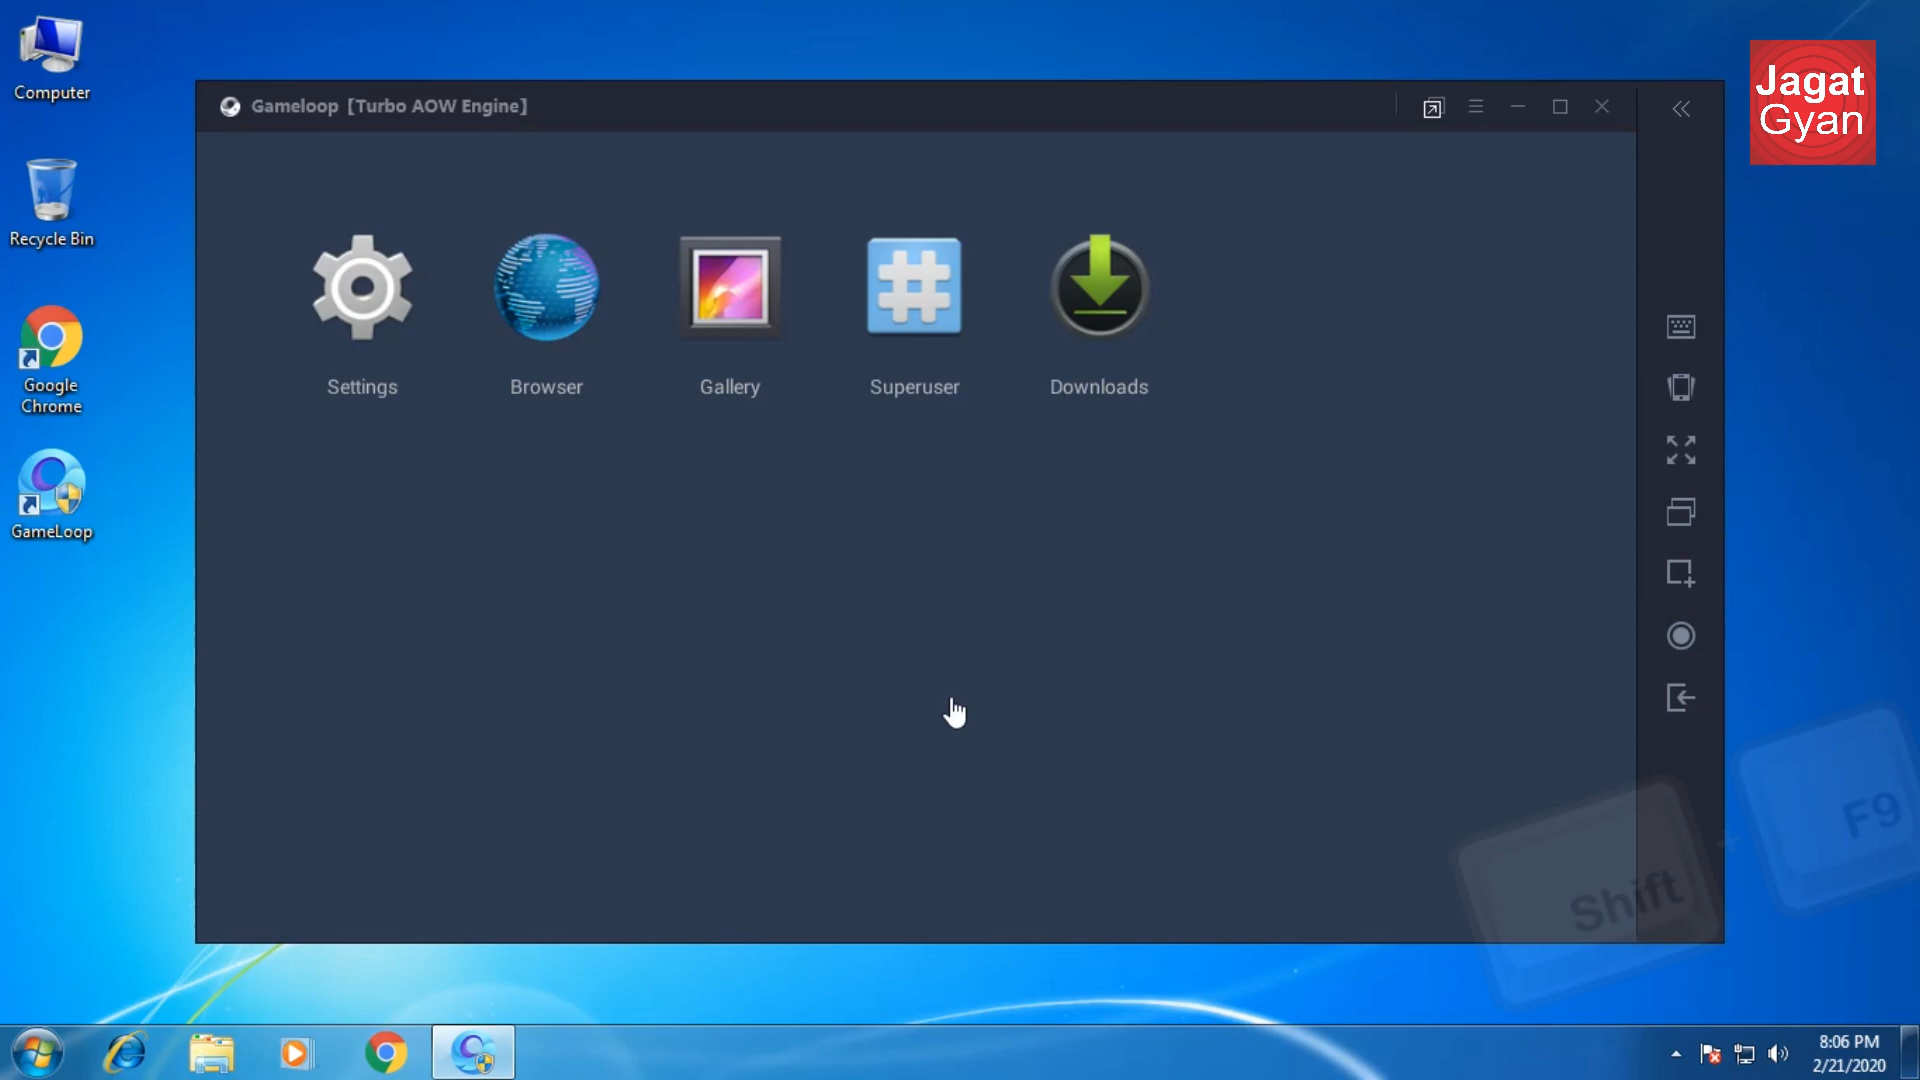 Computer
Recycle Bin
Google
Chrome
GameLoop
Gameloop [Turbo AOW Engine]
Settings
Browser
Gallery
Superuser
Downloads
Jagat
Gyan
Shift
+
F9
8:06 PM
2/21/2020